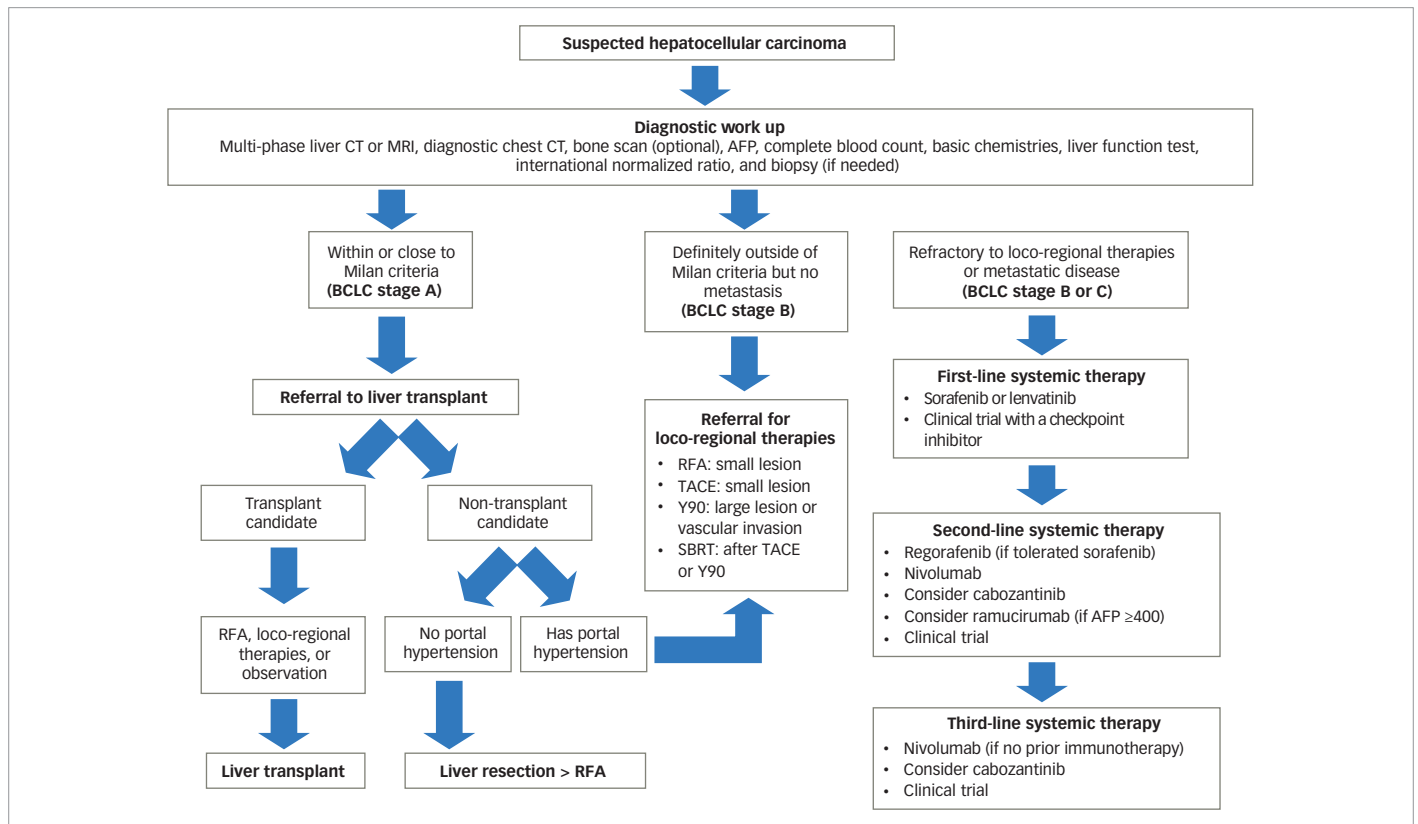 Suspected hepatocellular carcinoma
Diagnostic work up
Multi-phase liver CT or MRI, diagnostic chest CT, bone scan (optional), AFP, complete blood count, basic chemistries, liver function test,
international normalized ratio, and biopsy (if needed)
Within or close to
Milan criteria
(BCLC stage A)
Referral to liver transplant
Transplant
candidate
Non-transplant
candidate
RFA, loco-regional
therapies, or
observation
No portal
hypertension
Has portal
hypertension
Liver transplant
Liver resection > RFA
Definitely outside of
Milan criteria but no
metastasis
(BCLC stage B)
Referral for
loco-regional therapies
• RFA: small lesion
• TACE: small lesion
• Y90: large lesion or
vascular invasion
• SBRT: after TACE
or Y90
Refractory to loco-regional therapies
or metastatic disease
(BCLC stage B or C)
First-line systemic therapy
• Sorafenib or lenvatinib
• Clinical trial with a checkpoint
inhibitor
Second-line systemic therapy
• Regorafenib (if tolerated sorafenib)
• Nivolumab
• Consider cabozantinib
• Consider ramucirumab (if AFP ≥400)
• Clinical trial
Third-line systemic therapy
• Nivolumab (if no prior immunotherapy)
• Consider cabozantinib
• Clinical trial